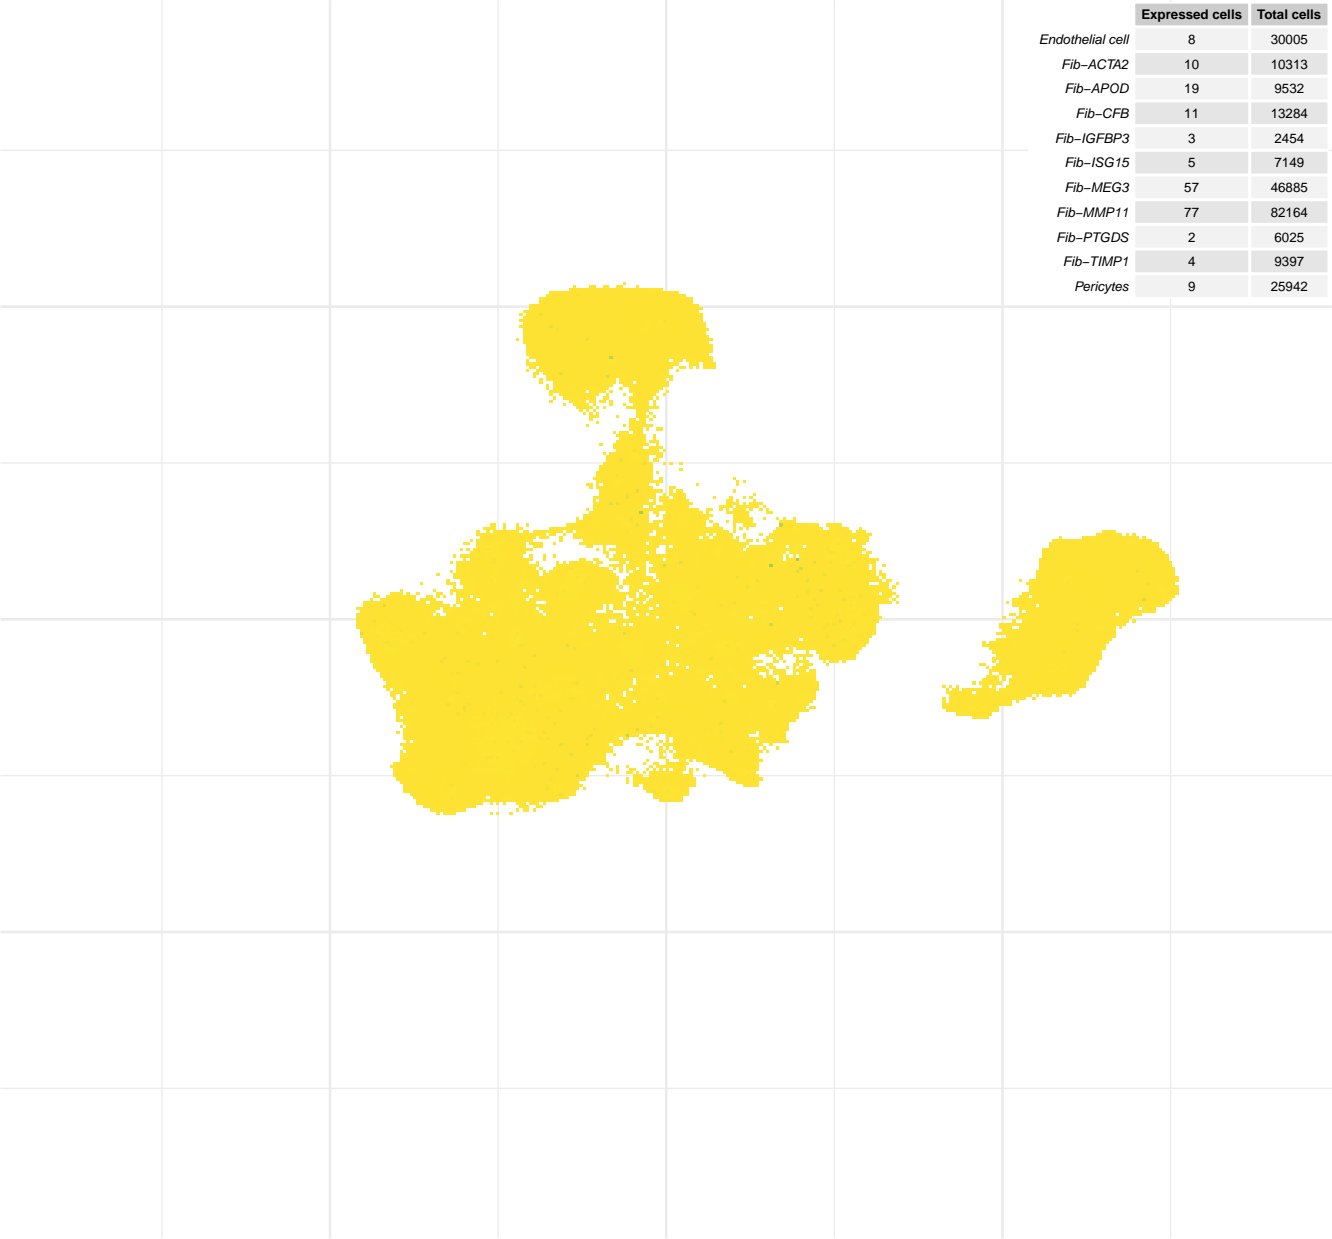 Expressed cells Total cells
Endothelial cell 8 30005
Fib−ACTA2 10 10313
Fib−APOD 19 9532
Fib−CFB 11 13284
Fib−IGFBP3 3 2454
Fib−ISG15 5 7149
Fib−MEG3 57 46885
Fib−MMP11 77 82164
Fib−PTGDS 2 6025
Fib−TIMP1 4 9397
Pericytes 9 25942